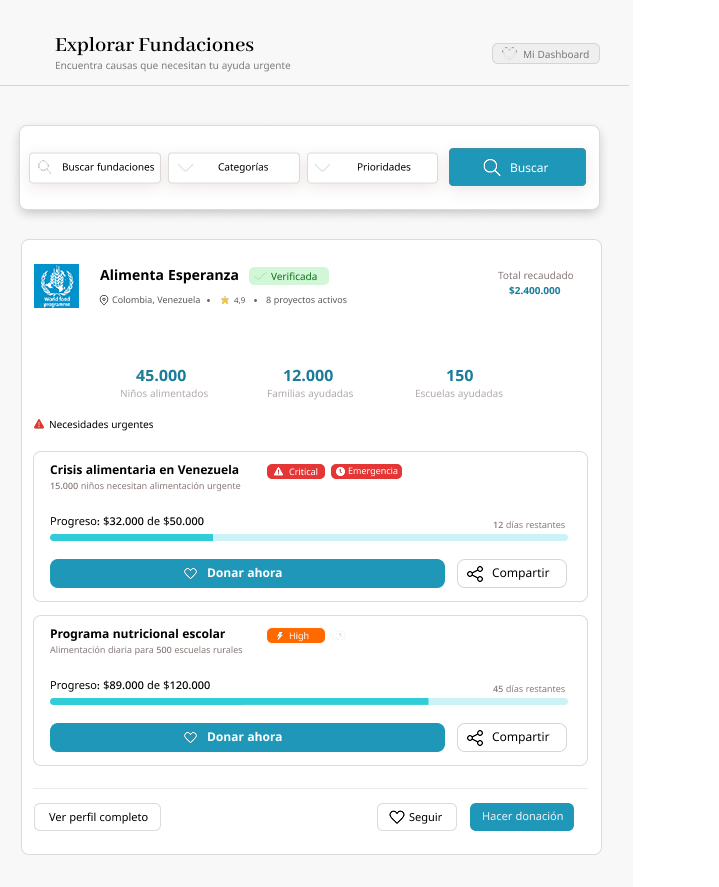 Explorar Fundaciones
Encuentra causas que necesitan tu ayuda urgente
Mi Dashboard
Buscar fundaciones
Categorías
Prioridades
Buscar
World food
programme
Alimenta Esperanza
Verificada
Colombia, Venezuela • 4,9 • 8 proyectos activos
Total recaudado
$2.400.000
45.000
Niños alimentados
12.000
Familias ayudadas
150
Escuelas ayudadas
Necesidades urgentes
Crisis alimentaria en Venezuela
Critical
Emergencia
15.000 niños necesitan alimentación urgente
Progreso: $32.000 de $50.000
12 días restantes
Donar ahora
Compartir
Programa nutricional escolar
High
Alimentación diaria para 500 escuelas rurales
Progreso: $89.000 de $120.000
45 días restantes
Donar ahora
Compartir
Ver perfil completo
Seguir
Hacer donación